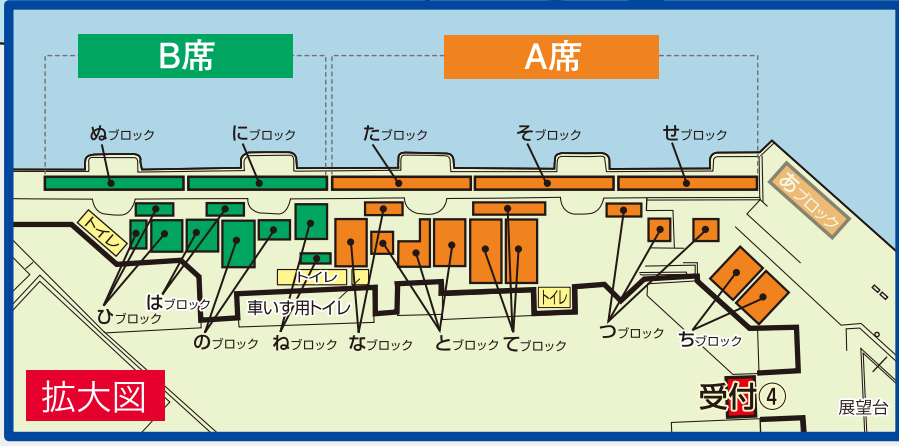 B席
A席
ぬブロック
にブロック
たブロック
そブロック
せブロック
あブロック
トイレ
トイレ
車いす用トイレ
トイレ
ひブロック
はブロック
のブロック
ねブロック
なブロック
とブロック
てブロック
つブロック
ちブロック
拡大図
受付④
展望台